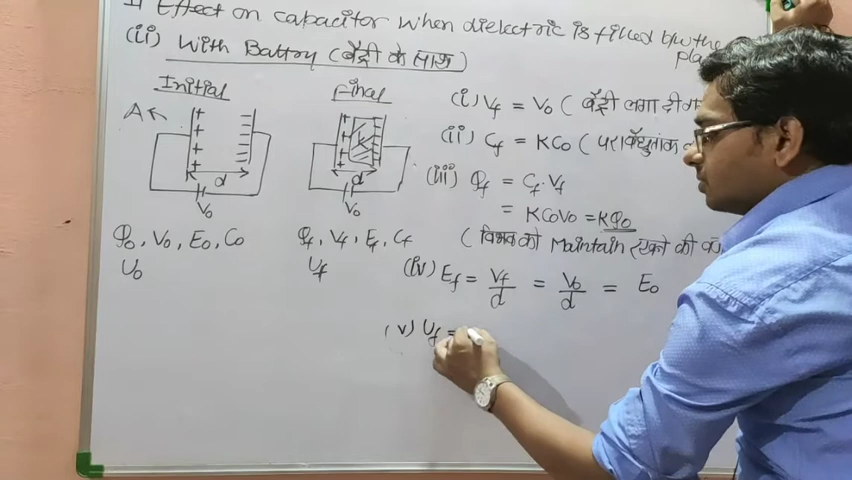 Effect on capacitor when dielectric is filled b/w the
pla
(ii) With Battry (बैट्री के साथ)
Initial
Final
A
+
+
+
+
K
d
V₀
K
d
V₀
Q₀, V₀, E₀, C₀
U₀
Qf, Vf, Ef, Cf
Uf
(i) Vf = V₀ (बैट्री लगा
(ii) Cf = KC₀ (परावैद्युतांक
(iii) Qf = Cf·Vf
= KC₀V₀ = KQ₀
(विभव को Maintain रखने की
(iv) Ef = Vf/d = V₀/d = E₀
(v) Uf =